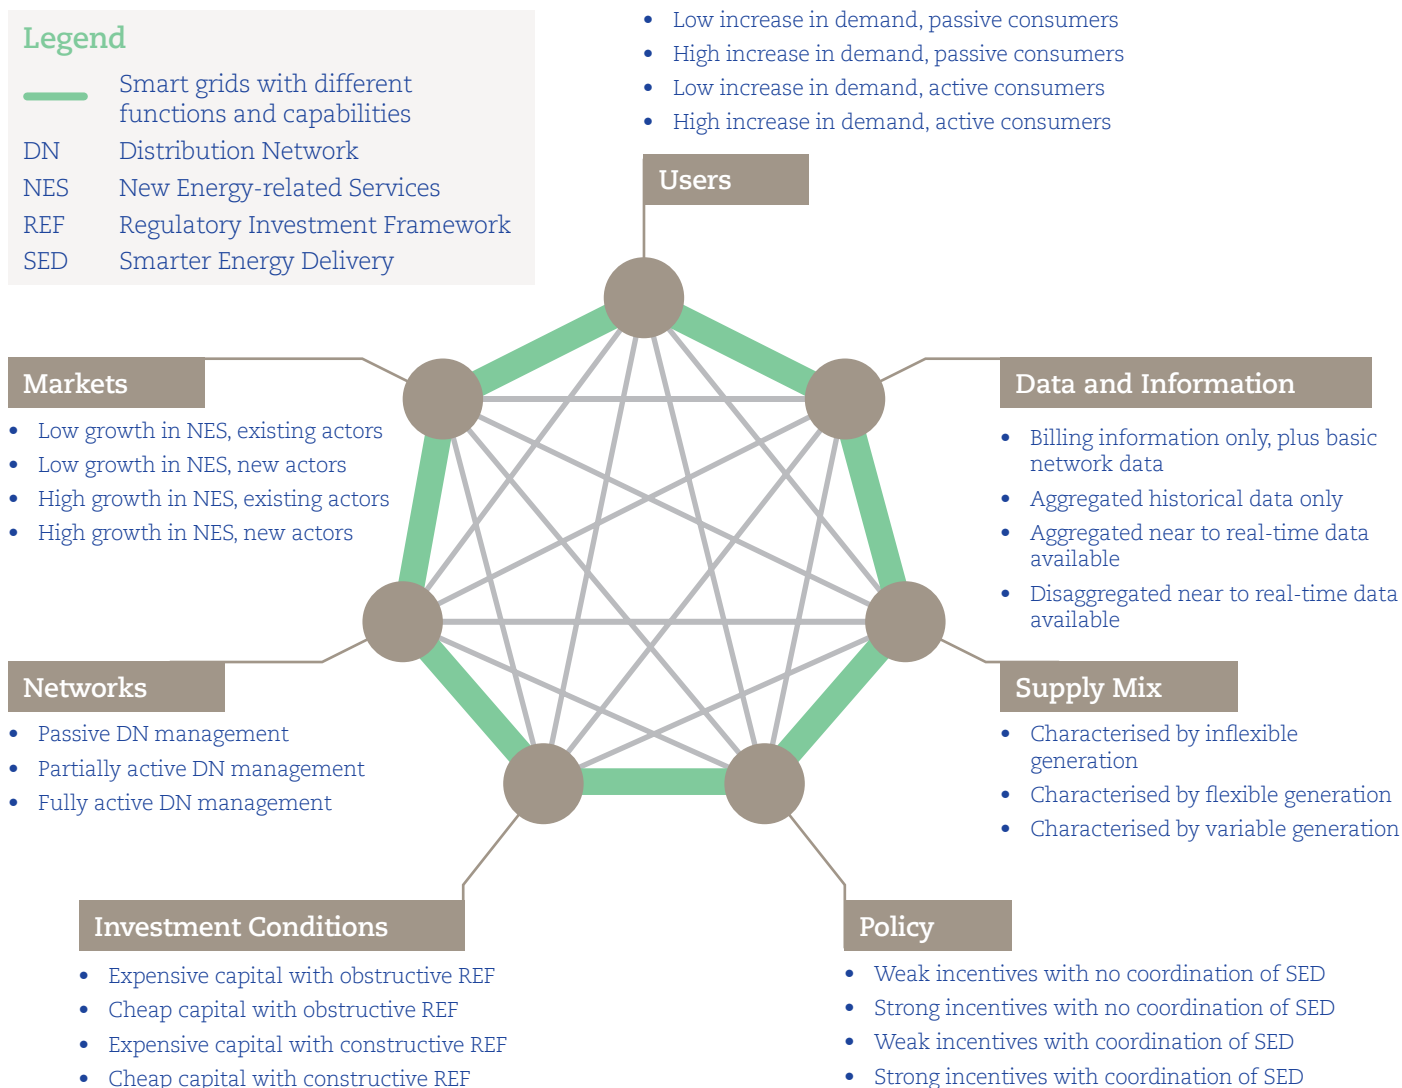 Legend
Smart grids with different
functions and capabilities
DN Distribution Network
NES New Energy-related Services
REF Regulatory Investment Framework
SED Smarter Energy Delivery
• Low increase in demand, passive consumers
• High increase in demand, passive consumers
• Low increase in demand, active consumers
• High increase in demand, active consumers
Users
Markets
• Low growth in NES, existing actors
• Low growth in NES, new actors
• High growth in NES, existing actors
• High growth in NES, new actors
Data and Information
• Billing information only, plus basic
network data
• Aggregated historical data only
• Aggregated near to real-time data
available
• Disaggregated near to real-time data
available
Networks
• Passive DN management
• Partially active DN management
• Fully active DN management
Supply Mix
• Characterised by inflexible
generation
• Characterised by flexible generation
• Characterised by variable generation
Investment Conditions
• Expensive capital with obstructive REF
• Cheap capital with obstructive REF
• Expensive capital with constructive REF
• Cheap capital with constructive REF
Policy
• Weak incentives with no coordination of SED
• Strong incentives with no coordination of SED
• Weak incentives with coordination of SED
• Strong incentives with coordination of SED